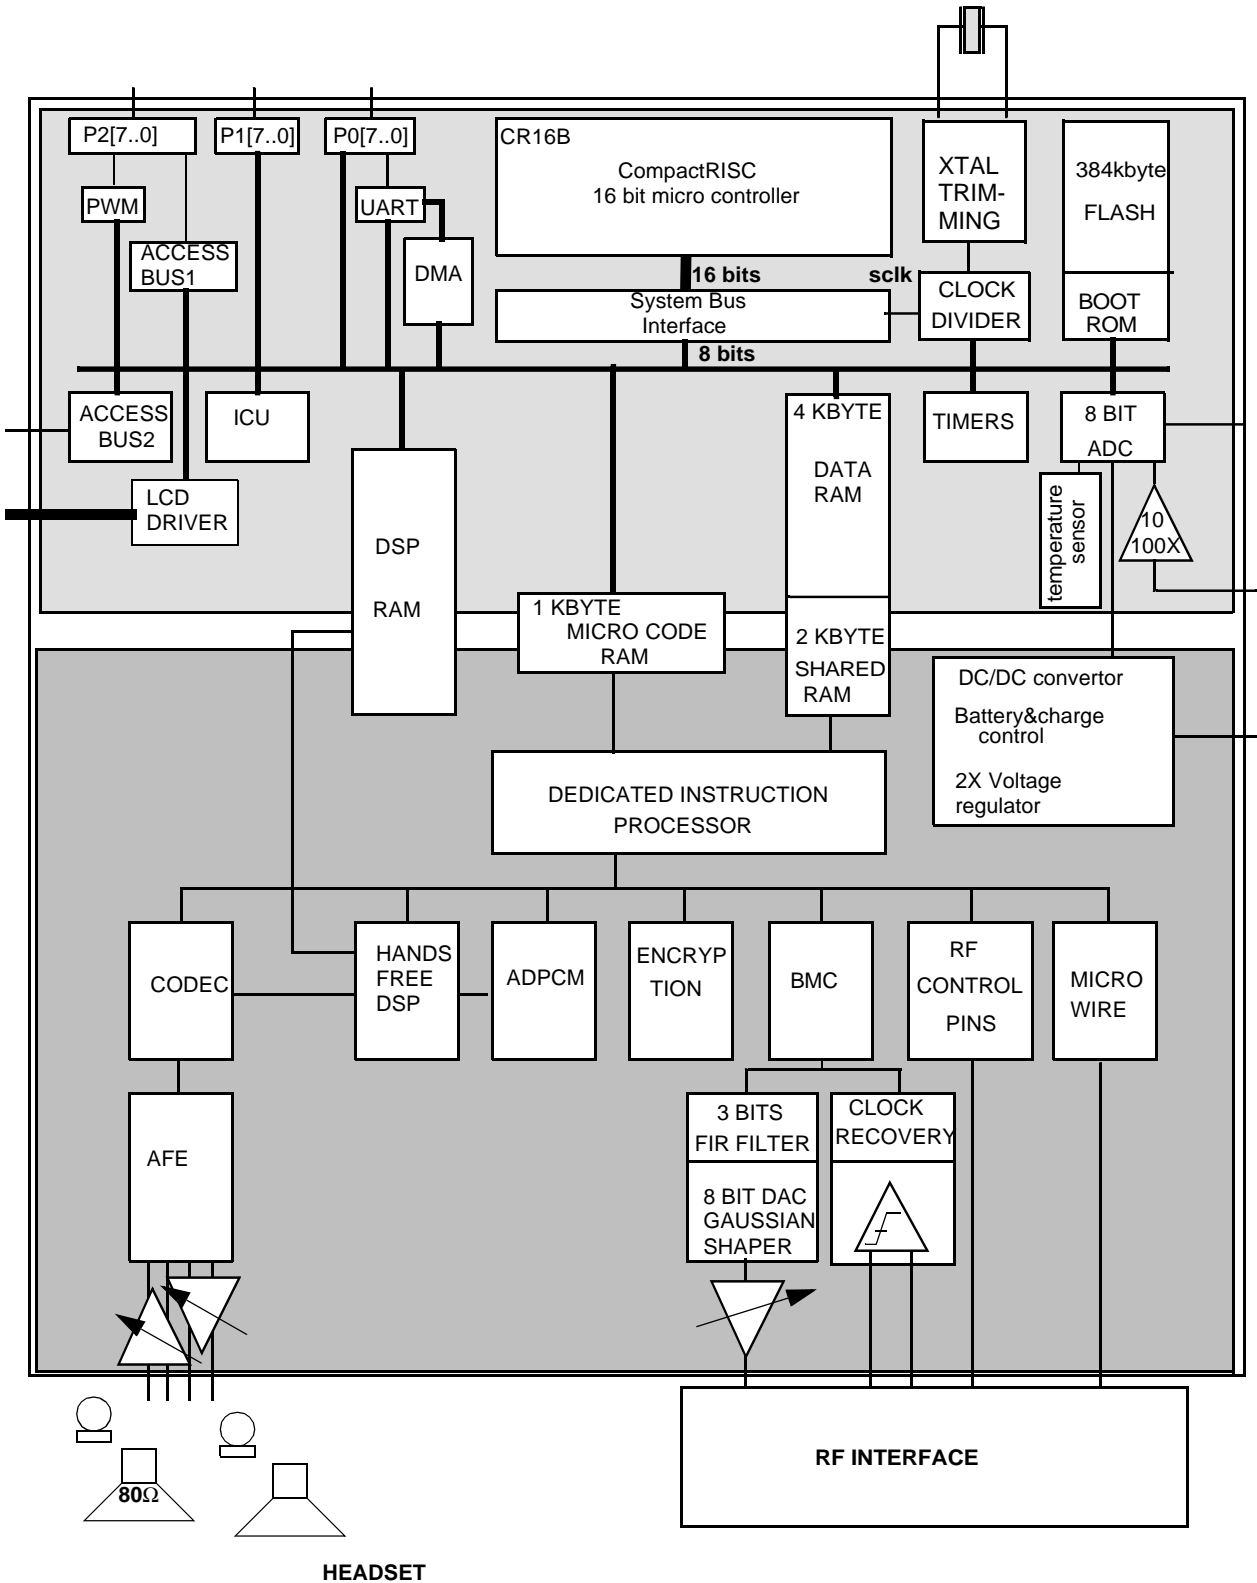 P2[7..0]
P1[7..0]
P0[7..0]
CR16B
CompactRISC
16 bit micro controller
XTAL
TRIM-
MING
384kbyte
FLASH
PWM
UART
ACCESS
BUS1
DMA
16 bits
sclk
System Bus
Interface
CLOCK
DIVIDER
BOOT
ROM
8 bits
ACCESS
BUS2
ICU
4 KBYTE
DATA
RAM
TIMERS
8 BIT
ADC
LCD
DRIVER
DSP
RAM
temperature
sensor
10
100X
1 KBYTE
MICRO CODE
RAM
2 KBYTE
SHARED
RAM
DC/DC convertor
Battery&charge
control
2X Voltage
regulator
DEDICATED INSTRUCTION
PROCESSOR
CODEC
HANDS
FREE
DSP
ADPCM
ENCRYP
TION
BMC
RF
CONTROL
PINS
MICRO
WIRE
AFE
3 BITS
FIR FILTER
CLOCK
RECOVERY
8 BIT DAC
GAUSSIAN
SHAPER
RF INTERFACE
80Ω
HEADSET